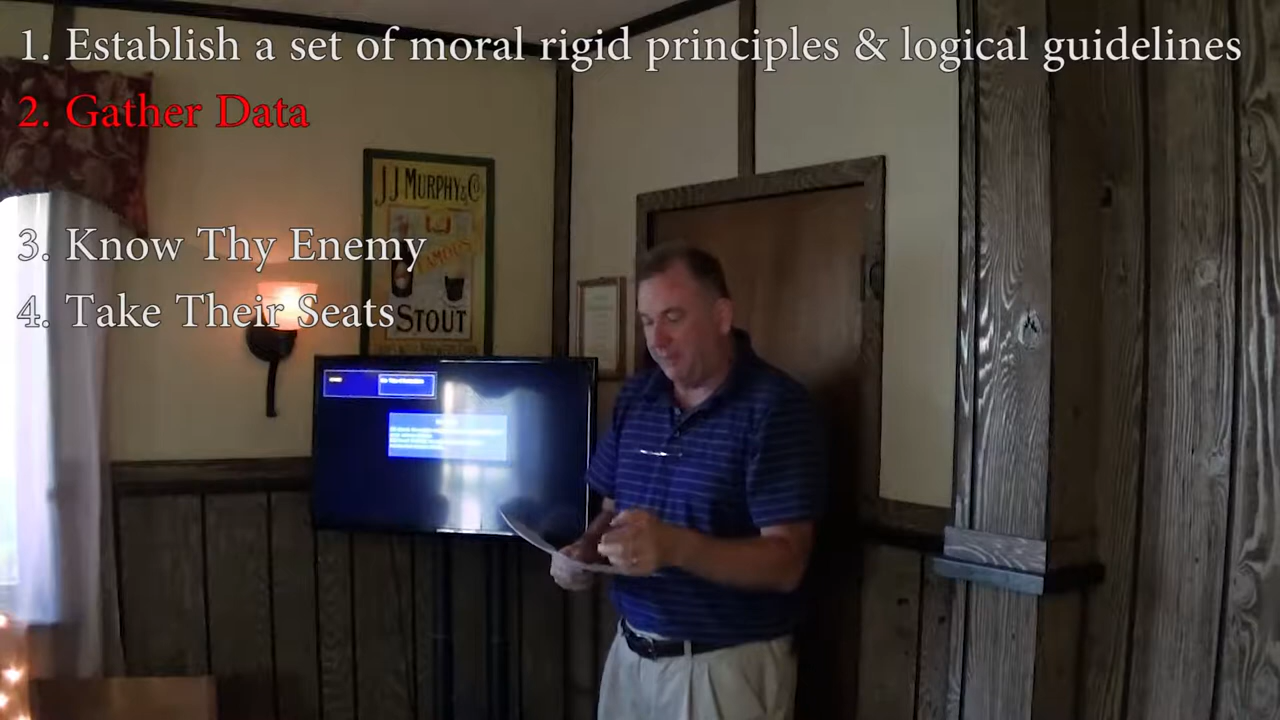 1. Establish a set of moral rigid principles & logical guidelines
2. Gather Data
3. Know Thy Enemy
4. Take Their Seats
J.J. MURPHY & Co
FAMOUS
STOUT